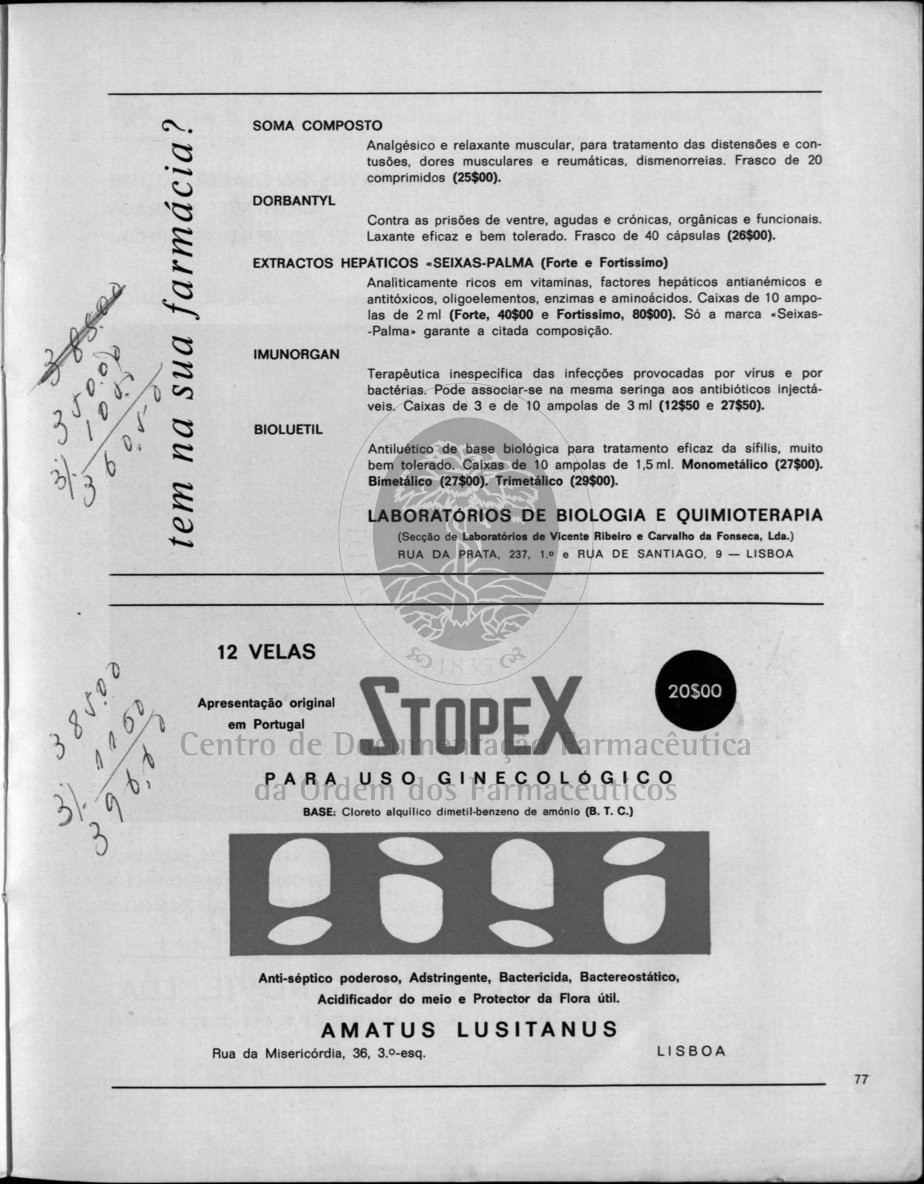 tem na sua farmácia?
SOMA COMPOSTO
Analgésico e relaxante muscular, para tratamento das distensões e con-
tusões, dores musculares e reumáticas, dismenorreias. Frasco de 20
comprimidos (25$00).
DORBANTYL
Contra as prisões de ventre, agudas e crónicas, orgânicas e funcionais.
Laxante eficaz e bem tolerado. Frasco de 40 cápsulas (26$00).
EXTRACTOS HEPÁTICOS «SEIXAS-PALMA (Forte e Fortissimo)
Analiticamente ricos em vitaminas, factores hepáticos antianémicos e
antitóxicos, oligoelementos, enzimas e aminoácidos. Caixas de 10 ampo-
las de 2 ml (Forte, 40$00 e Fortissimo, 80$00). Só a marca «Seixas-
-Palma» garante a citada composição.
IMUNORGAN
Terapêutica inespecífica das infecções provocadas por virus e por
bactérias. Pode associar-se na mesma seringa aos antibióticos injectá-
veis. Caixas de 3 e de 10 ampolas de 3 ml (12$50 e 27$50).
BIOLUETIL
Antiluético de base biológica para tratamento eficaz da sífilis, muito
bem tolerado. Caixas de 10 ampolas de 1,5 ml. Monometálico (27$00).
Bimetálico (27$00). Trimetálico (29$00).
LABORATÓRIOS DE BIOLOGIA E QUIMIOTERAPIA
(Secção de Laboratórios de Vicente Ribeiro e Carvalho da Fonseca, Lda.)
RUA DA PRATA, 237, 1.º e RUA DE SANTIAGO, 9 — LISBOA
1835
12 VELAS
Apresentação original
em Portugal
STOPEX
20$00
Centro de Documentação Farmacêutica
da Ordem dos Farmacêuticos
PARA USO GINECOLÓGICO
BASE: Cloreto alquílico dimetil-benzeno de amónio (B. T. C.)
Anti-séptico poderoso, Adstringente, Bactericida, Bactereostático,
Acidificador do meio e Protector da Flora útil.
AMATUS LUSITANUS
Rua da Misericórdia, 36, 3.º-esq.
LISBOA
77